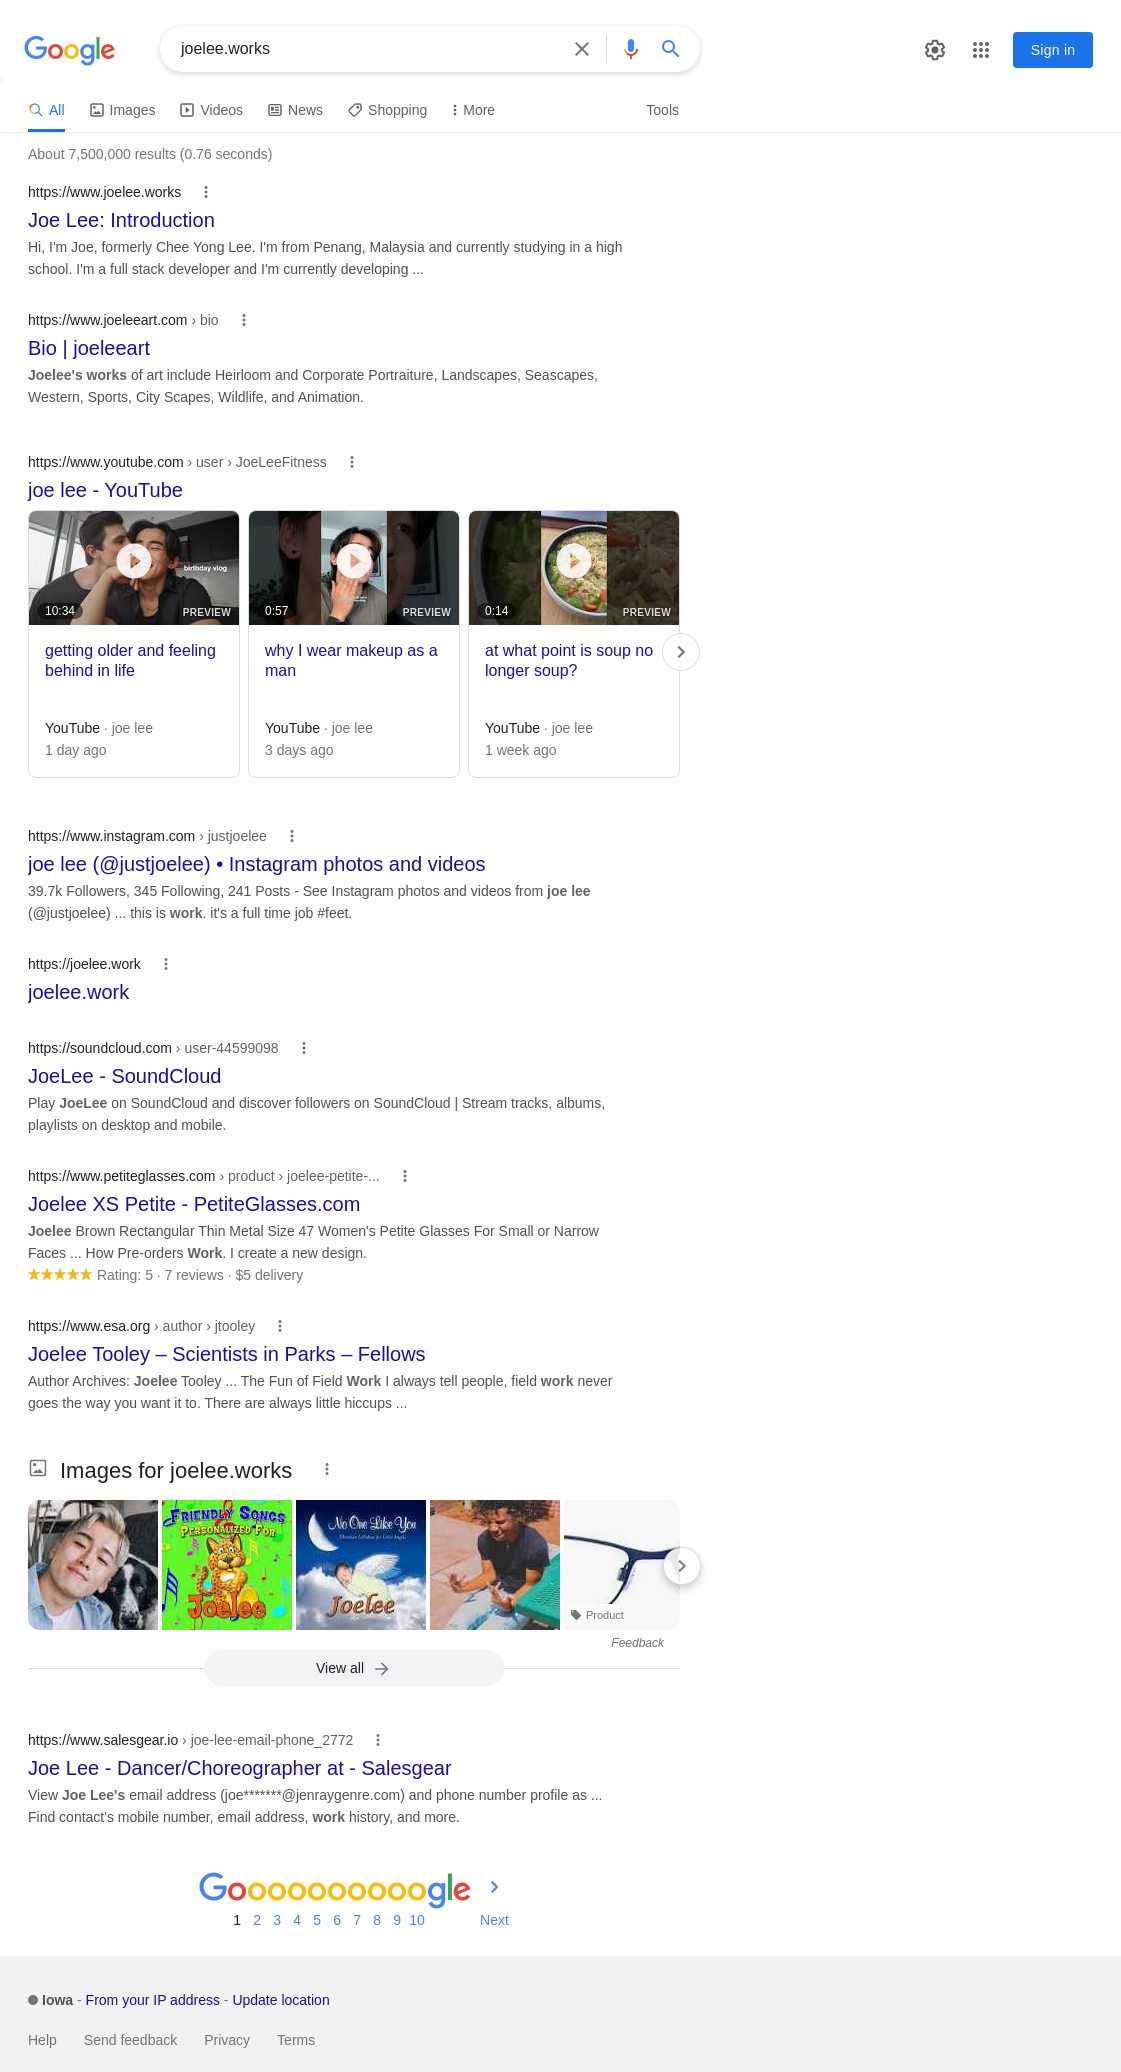 Google
joelee.works
Sign in
All Images Videos News Shopping More Tools
About 7,500,000 results (0.76 seconds)
https://www.joelee.works
Joe Lee: Introduction
Hi, I'm Joe, formerly Chee Yong Lee. I'm from Penang, Malaysia and currently studying in a high
school. I'm a full stack developer and I'm currently developing ...
https://www.joeleeart.com › bio
Bio | joeleeart
Joelee's works of art include Heirloom and Corporate Portraiture, Landscapes, Seascapes,
Western, Sports, City Scapes, Wildlife, and Animation.
https://www.youtube.com › user › JoeLeeFitness
joe lee - YouTube
birthday vlog
10:34 PREVIEW
getting older and feeling
behind in life
YouTube · joe lee
1 day ago
0:57 PREVIEW
why I wear makeup as a
man
YouTube · joe lee
3 days ago
0:14 PREVIEW
at what point is soup no
longer soup?
YouTube · joe lee
1 week ago
https://www.instagram.com › justjoelee
joe lee (@justjoelee) • Instagram photos and videos
39.7k Followers, 345 Following, 241 Posts - See Instagram photos and videos from joe lee
(@justjoelee) ... this is work. it's a full time job #feet.
https://joelee.work
joelee.work
https://soundcloud.com › user-44599098
JoeLee - SoundCloud
Play JoeLee on SoundCloud and discover followers on SoundCloud | Stream tracks, albums,
playlists on desktop and mobile.
https://www.petiteglasses.com › product › joelee-petite-...
Joelee XS Petite - PetiteGlasses.com
Joelee Brown Rectangular Thin Metal Size 47 Women's Petite Glasses For Small or Narrow
Faces ... How Pre-orders Work. I create a new design.
Rating: 5 · 7 reviews · $5 delivery
https://www.esa.org › author › jtooley
Joelee Tooley – Scientists in Parks – Fellows
Author Archives: Joelee Tooley ... The Fun of Field Work I always tell people, field work never
goes the way you want it to. There are always little hiccups ...
Images for joelee.works
FRIENDLY SONGS
PERSONALIZED FOR
Joelee
No One Like You
Joelee
Product
Feedback
View all
https://www.salesgear.io › joe-lee-email-phone_2772
Joe Lee - Dancer/Choreographer at - Salesgear
View Joe Lee's email address (joe*******@jenraygenre.com) and phone number profile as ...
Find contact's mobile number, email address, work history, and more.
Goooooooooogle
1 2 3 4 5 6 7 8 9 10 Next
Iowa - From your IP address - Update location
Help Send feedback Privacy Terms